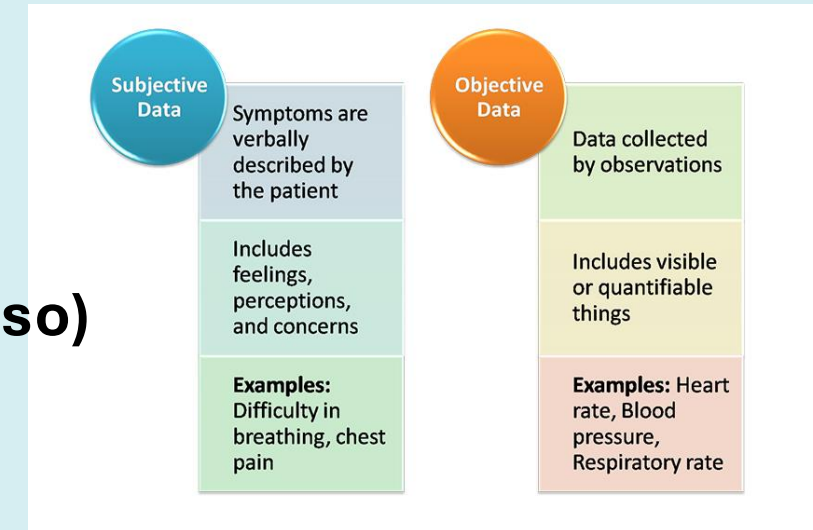 so)
Subjective
Data
Symptoms are
verbally
described by
the patient
Includes
feelings,
perceptions,
and concerns
Examples:
Difficulty in
breathing, chest
pain
Objective
Data
Data collected
by observations
Includes visible
or quantifiable
things
Examples: Heart
rate, Blood
pressure,
Respiratory rate